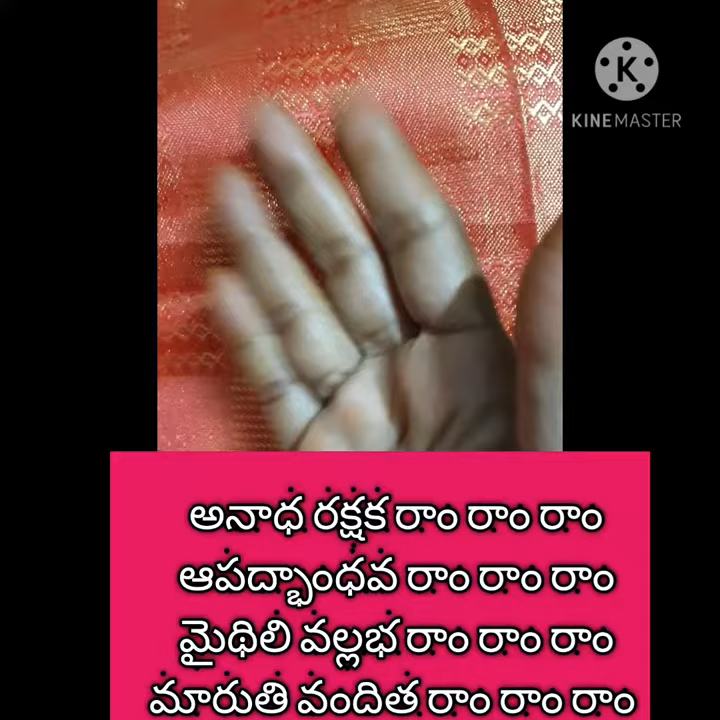 KINEMASTER
అనాధ రక్షక రాం రాం రాం
ఆపద్భాంధవ రాం రాం రాం
మైథిలి వల్లభ రాం రాం రాం
మారుతి వందిత రాం రాం రాం